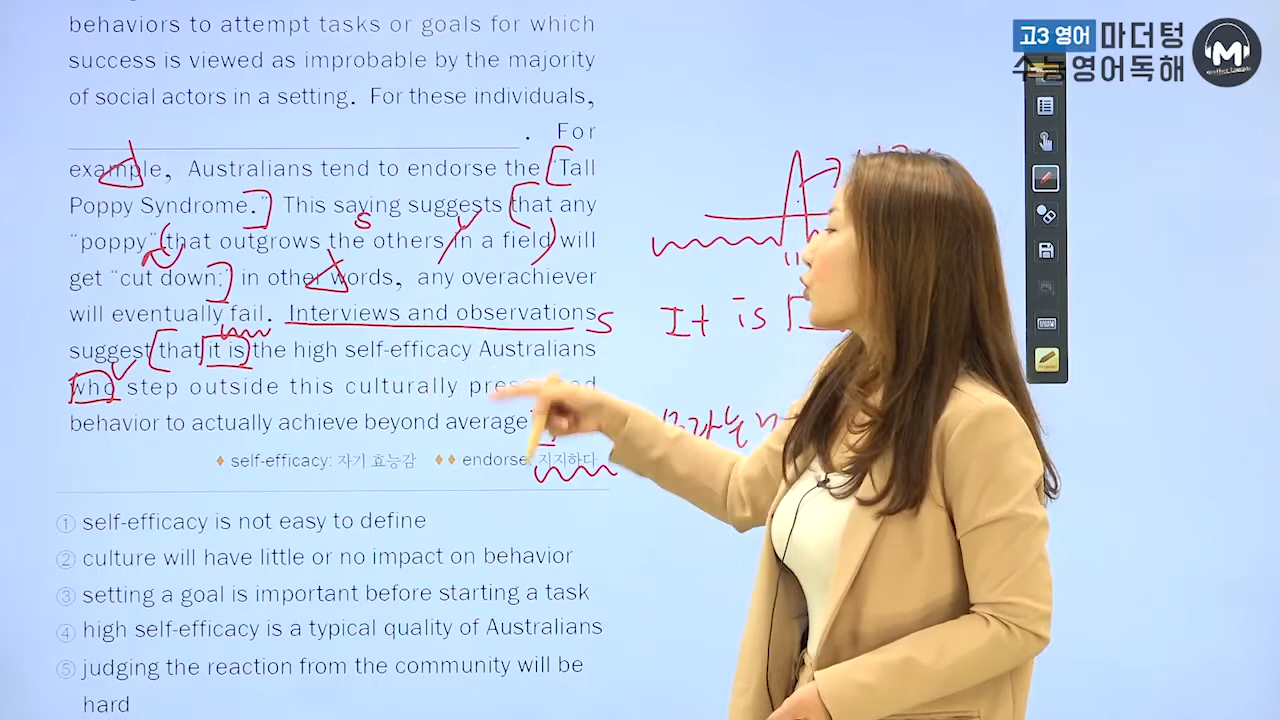 고3 영어 마더텅
수능영어독해
behaviors to attempt tasks or goals for which
success is viewed as improbable by the majority
of social actors in a setting. For these individuals,
. For
example, Australians tend to endorse the "Tall
Poppy Syndrome." This saying suggests that any
"poppy" that outgrows the others in a field will
get "cut down;" in other words, any overachiever
will eventually fail. Interviews and observations
suggest that it is the high self-efficacy Australians
who step outside this culturally
behavior to actually achieve beyond average
self-efficacy: 자기 효능감 endorse: 지지하다
It is
① self-efficacy is not easy to define
② culture will have little or no impact on behavior
③ setting a goal is important before starting a task
④ high self-efficacy is a typical quality of Australians
⑤ judging the reaction from the community will be
hard